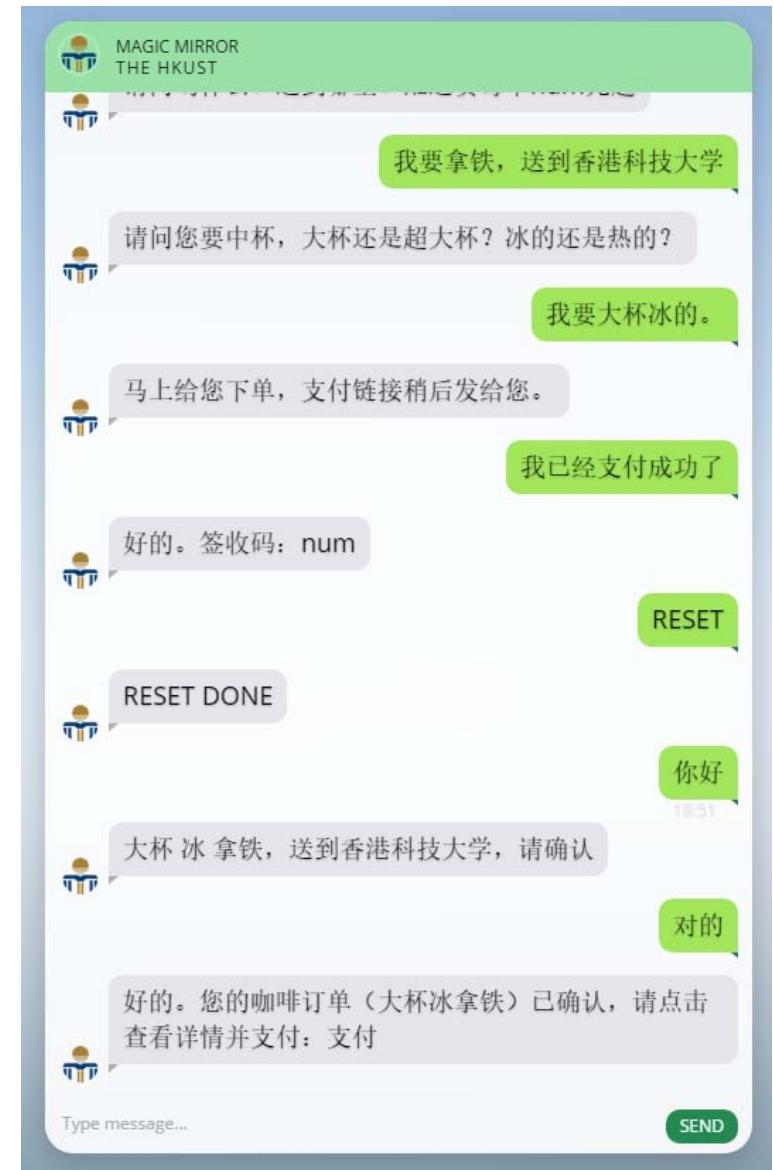 MAGIC MIRROR
THE HKUST
我要拿铁，送到香港科技大学
请问您要中杯，大杯还是超大杯？冰的还是热的？
我要大杯冰的。
马上给您下单，支付链接稍后发给您。
我已经支付成功了
好的。签收码：num
RESET
RESET DONE
你好
18:51
大杯 冰 拿铁，送到香港科技大学，请确认
对的
好的。您的咖啡订单（大杯冰拿铁）已确认，请点击
查看详情并支付：支付
Type message...
SEND